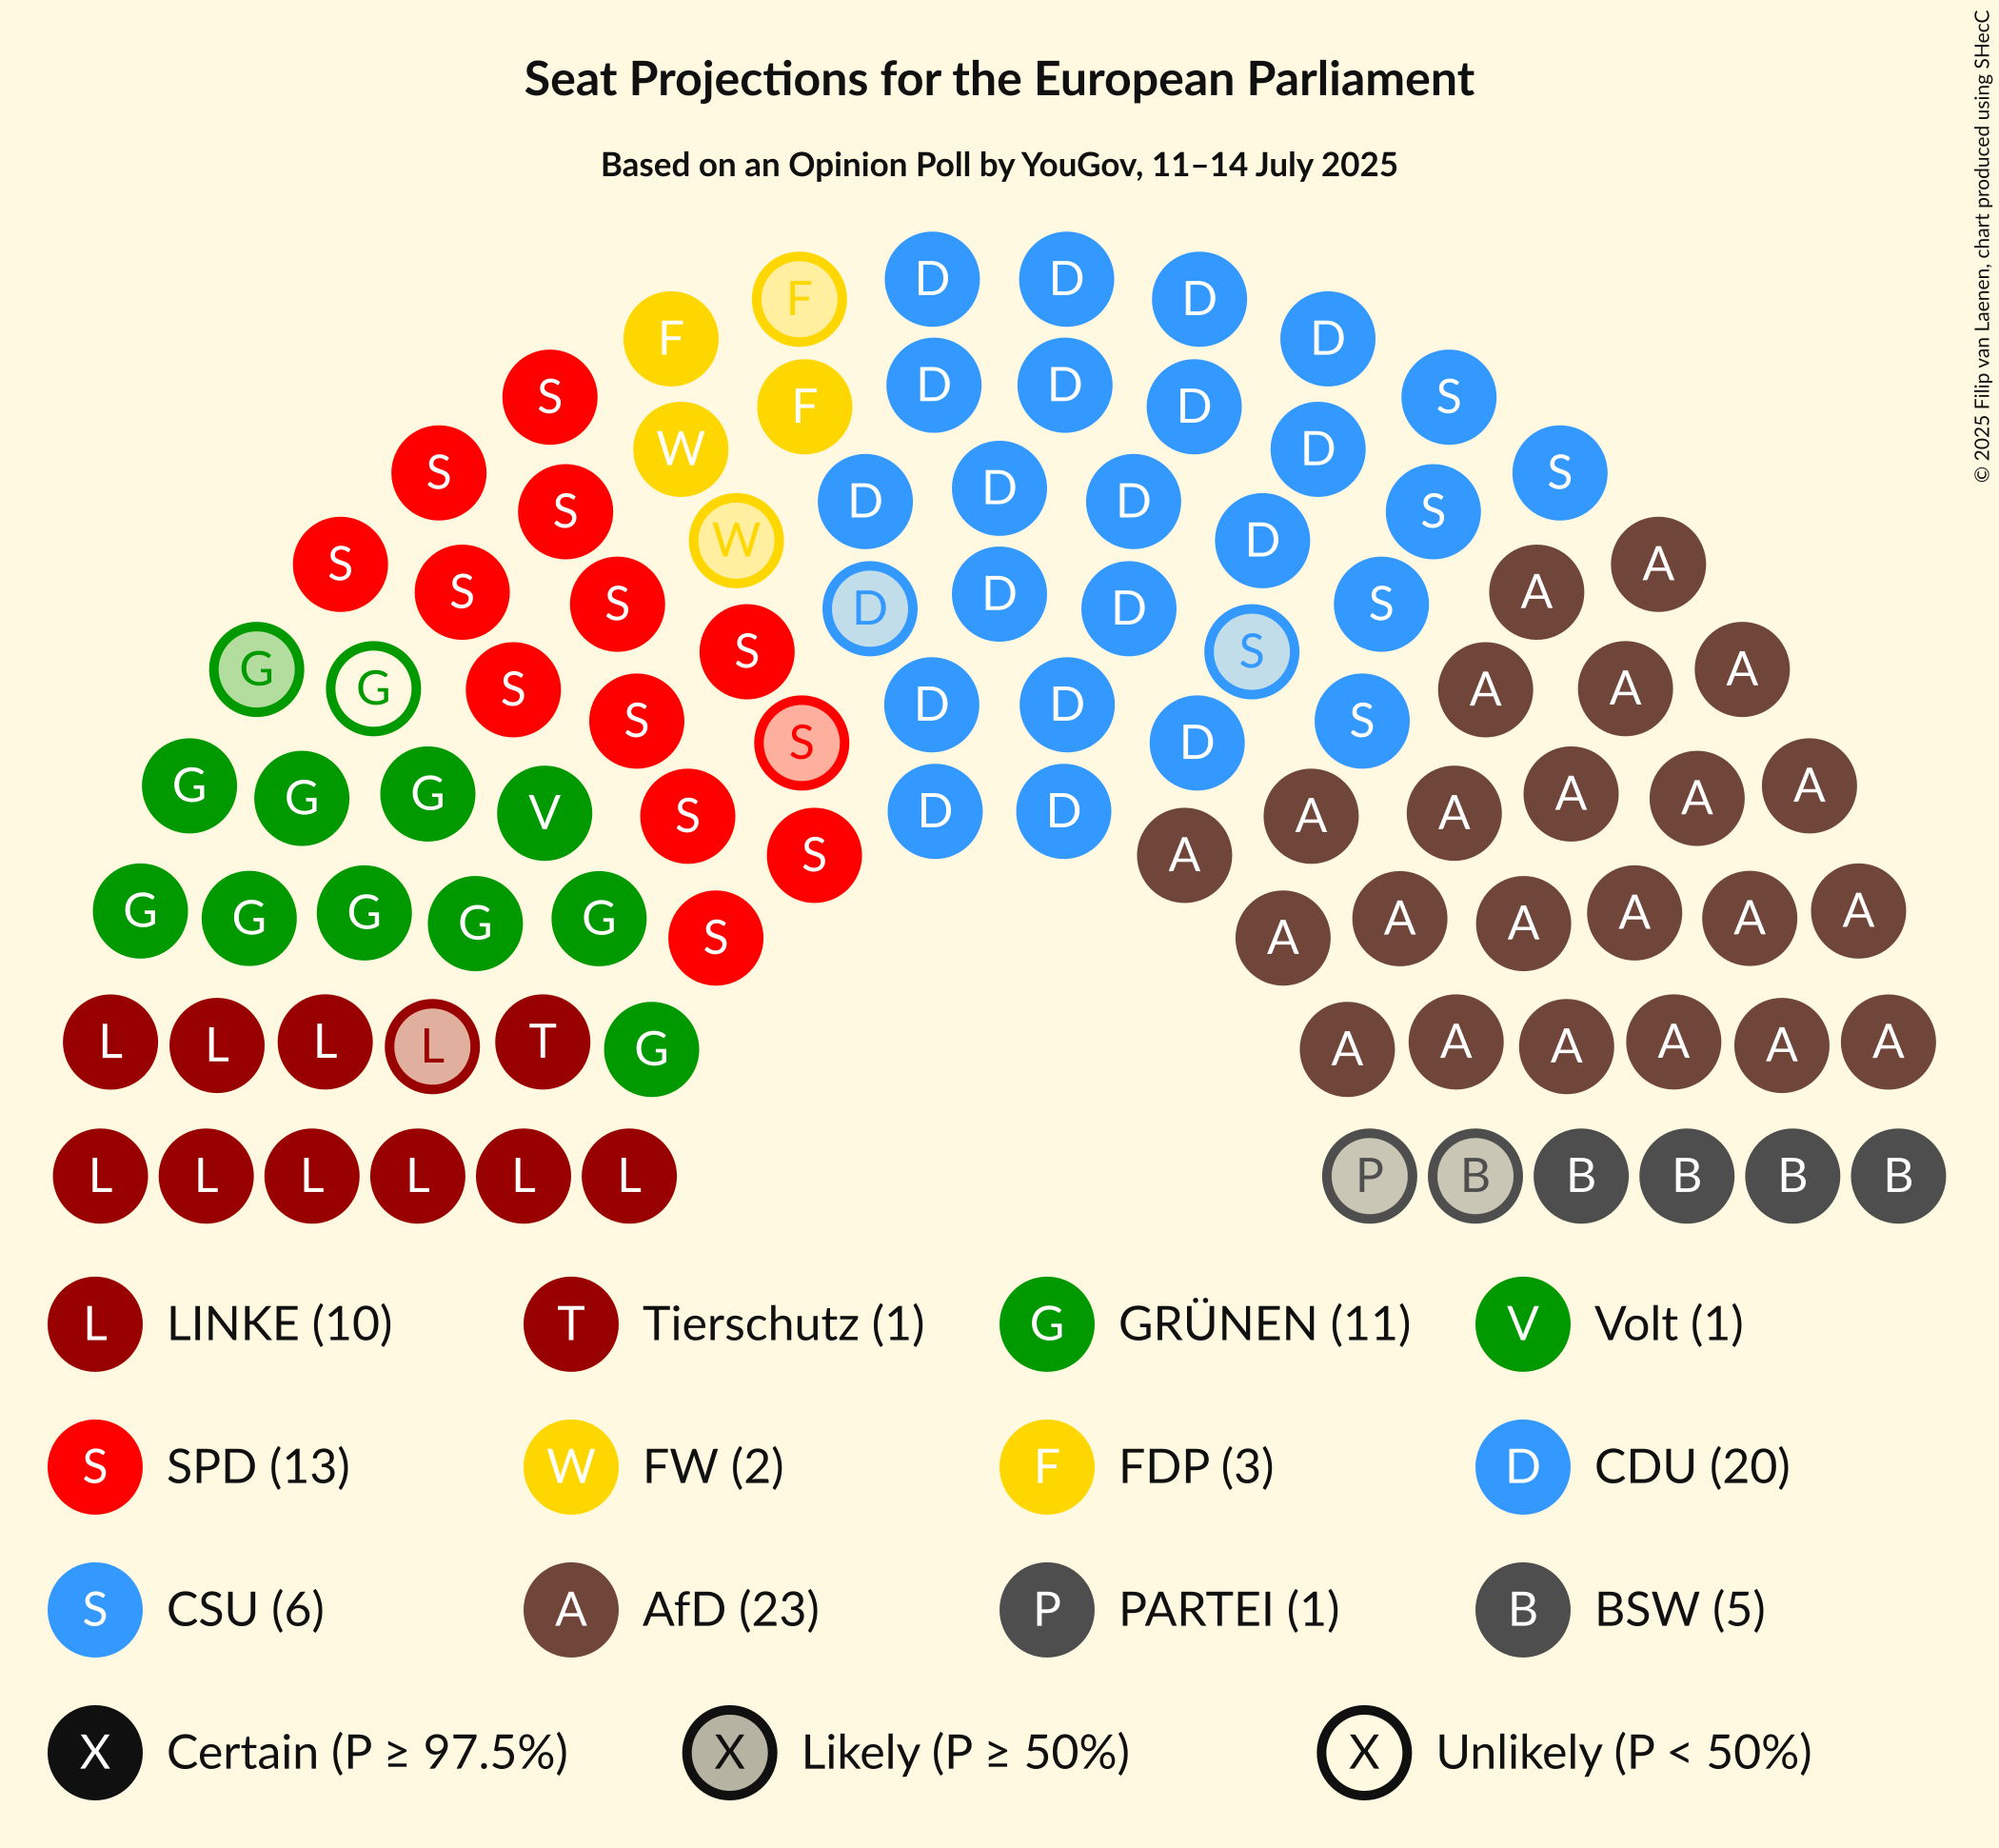 Seat Projections for the European Parliament
Based on an Opinion Poll by YouGov, 11–14 July 2025
© 2025 Filip van Laenen, chart produced using SHecC
D D
F D
F D
D D
S S
F D
W D
S S
D
D D
S S
W D
S A
S D A
S D D S
S S
G A
G S A A
D D
S S
S D
G A
G G A A
V S D D A A
S A
G G G G G A A A A A
S A
L L L L T G A A A A A A
L L L L L L P B B B B B
L LINKE (10) T Tierschutz (1) G GRÜNEN (11) V Volt (1)
S SPD (13) W FW (2) F FDP (3) D CDU (20)
S CSU (6) A AfD (23) P PARTEI (1) B BSW (5)
X Certain (P ≥ 97.5%) X Likely (P ≥ 50%) X Unlikely (P < 50%)